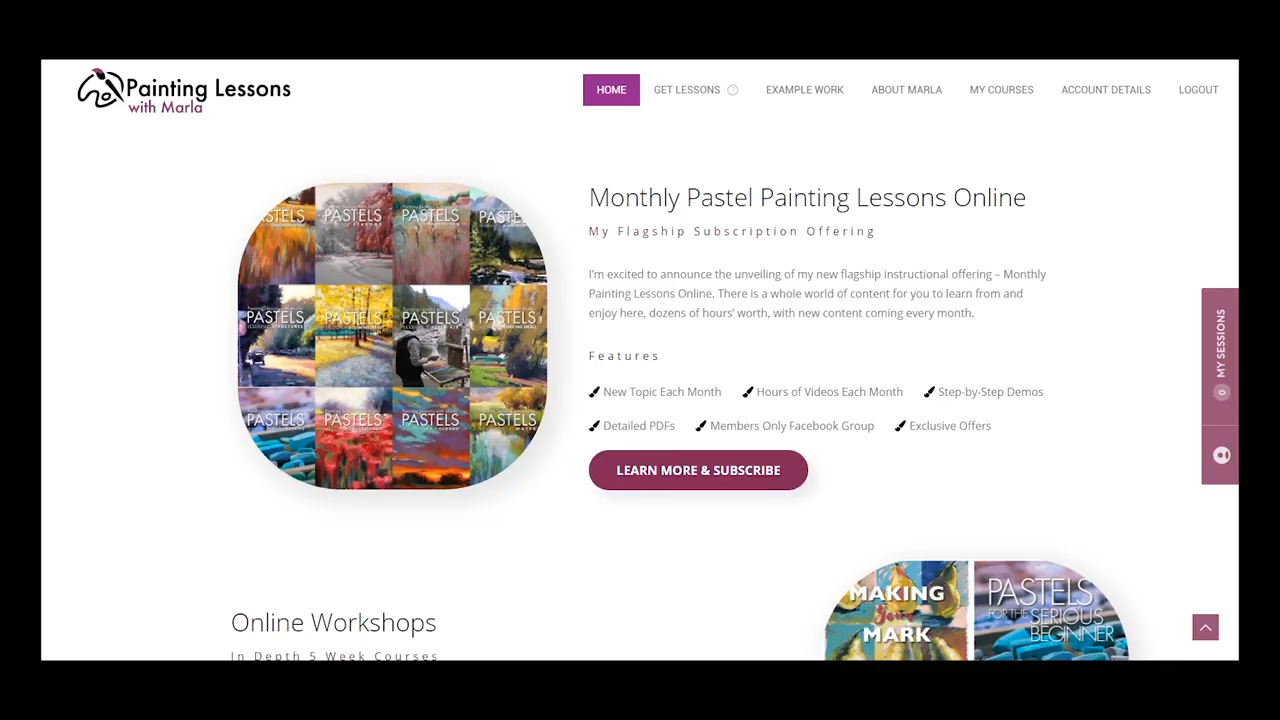 Painting Lessons
with Marla
HOME GET LESSONS EXAMPLE WORK ABOUT MARLA MY COURSES ACCOUNT DETAILS LOGOUT
PASTELS PASTELS PASTELS PASTELS
PASTELS PASTELS PASTELS PASTELS
PASTELS PASTELS PASTELS PASTELS
Monthly Pastel Painting Lessons Online
My Flagship Subscription Offering
I'm excited to announce the unveiling of my new flagship instructional offering – Monthly
Painting Lessons Online. There is a whole world of content for you to learn from and
enjoy here, dozens of hours' worth, with new content coming every month.
Features
New Topic Each Month Hours of Videos Each Month Step-by-Step Demos
Detailed PDFs Members Only Facebook Group Exclusive Offers
LEARN MORE & SUBSCRIBE
0 MY SESSIONS
Online Workshops
In Depth 5 Week Courses
MAKING
Your
MARK
PASTELS
FOR THE SERIOUS
BEGINNER